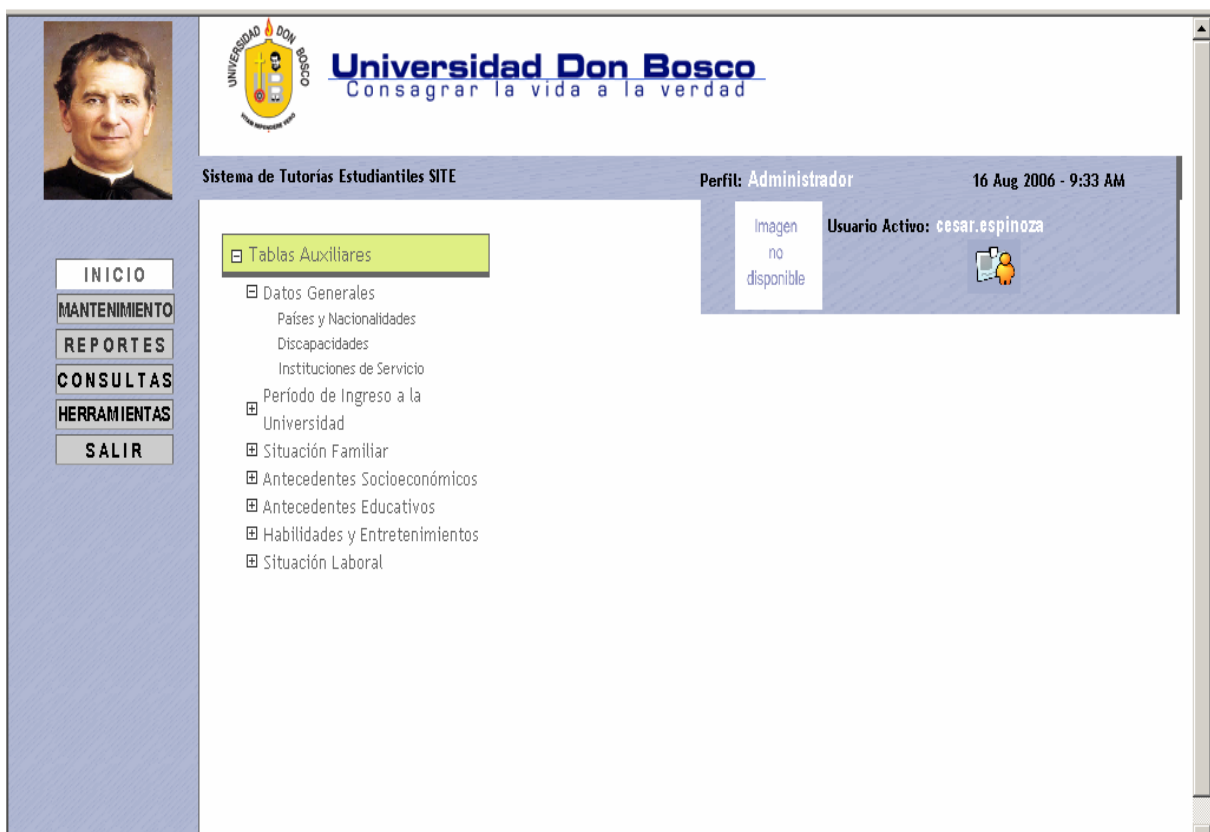 UNIVERSIDAD DON BOSCO
Universidad Don Bosco
Consagrar la vida a la verdad
Sistema de Tutorías Estudiantiles SITE
Perfil: Administrador
16 Aug 2006 - 9:33 AM
Imagen
no
disponible
Usuario Activo: cesar.espinoza
INICIO
MANTENIMIENTO
REPORTES
CONSULTAS
HERRAMIENTAS
SALIR
Tablas Auxiliares
Datos Generales
Países y Nacionalidades
Discapacidades
Instituciones de Servicio
Período de Ingreso a la
Universidad
Situación Familiar
Antecedentes Socioeconómicos
Antecedentes Educativos
Habilidades y Entretenimientos
Situación Laboral